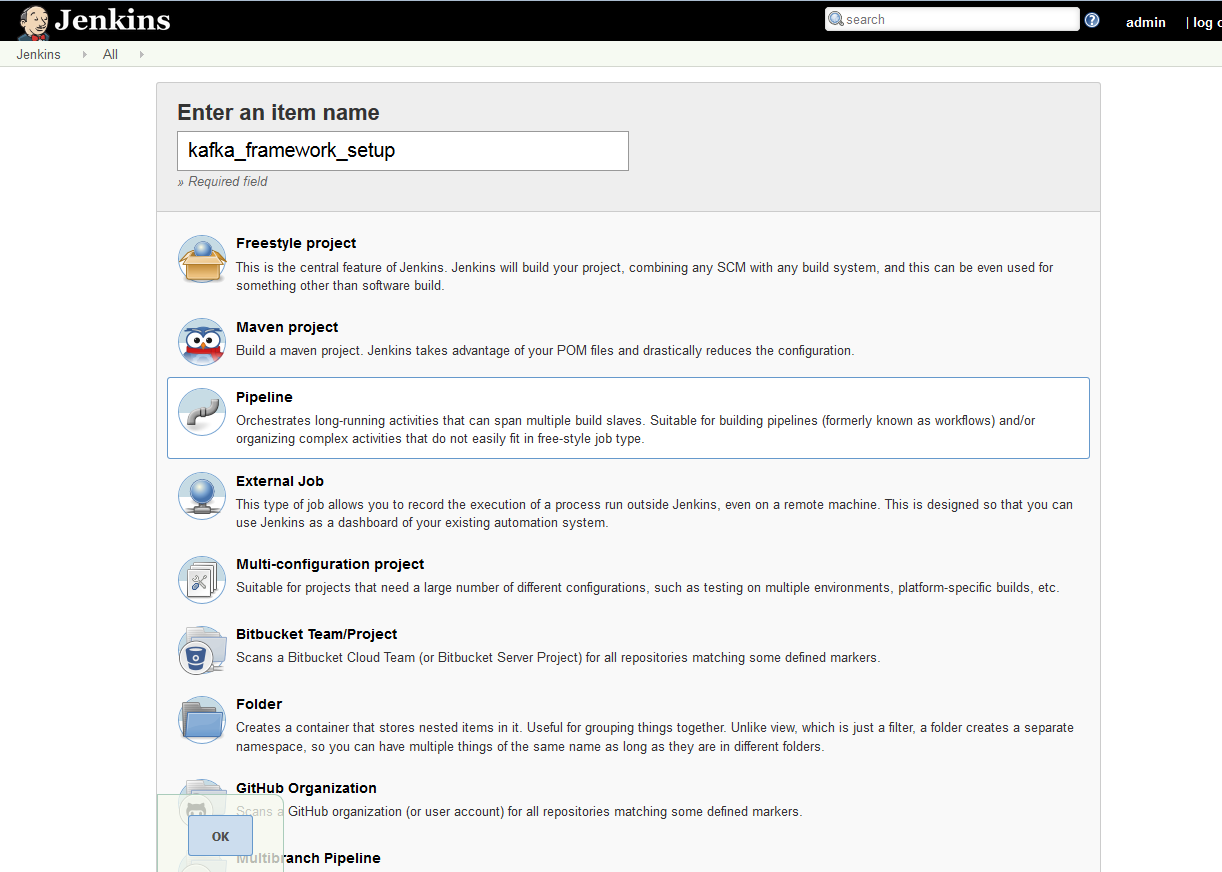 Jenkins
search
admin
| log o
Jenkins
All
Enter an item name
kafka_framework_setup
» Required field
Freestyle project
This is the central feature of Jenkins. Jenkins will build your project, combining any SCM with any build system, and this can be even used for
something other than software build.
Maven project
Build a maven project. Jenkins takes advantage of your POM files and drastically reduces the configuration.
Pipeline
Orchestrates long-running activities that can span multiple build slaves. Suitable for building pipelines (formerly known as workflows) and/or
organizing complex activities that do not easily fit in free-style job type.
External Job
This type of job allows you to record the execution of a process run outside Jenkins, even on a remote machine. This is designed so that you can
use Jenkins as a dashboard of your existing automation system.
Multi-configuration project
Suitable for projects that need a large number of different configurations, such as testing on multiple environments, platform-specific builds, etc.
Bitbucket Team/Project
Scans a Bitbucket Cloud Team (or Bitbucket Server Project) for all repositories matching some defined markers.
Folder
Creates a container that stores nested items in it. Useful for grouping things together. Unlike view, which is just a filter, a folder creates a separate
namespace, so you can have multiple things of the same name as long as they are in different folders.
GitHub Organization
Scans a GitHub organization (or user account) for all repositories matching some defined markers.
OK
Multibranch Pipeline